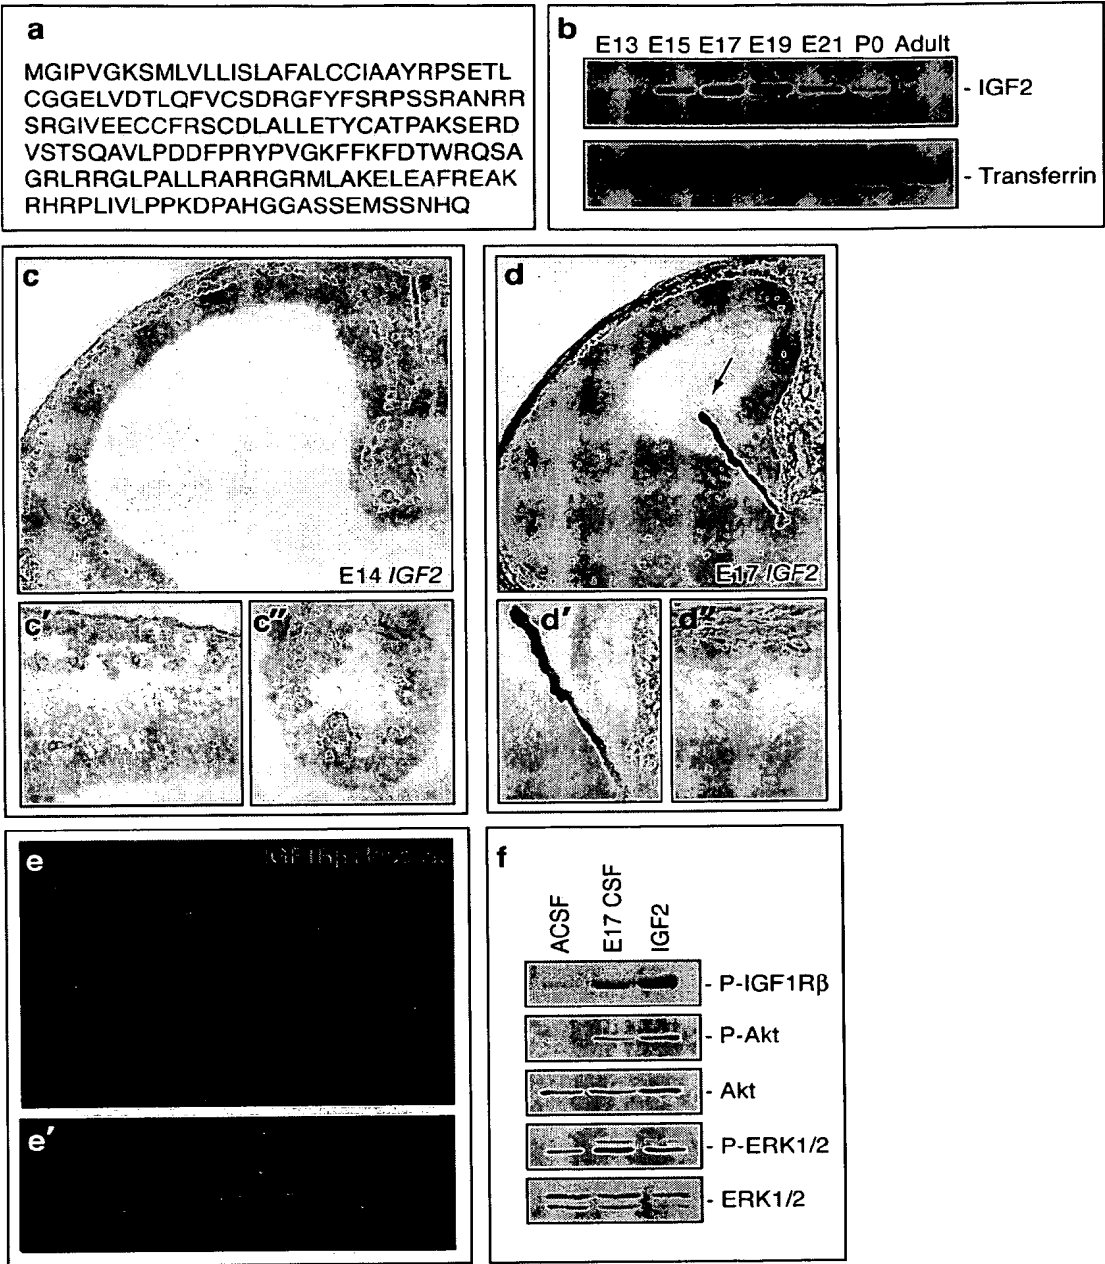 a
MGIPVGKSMLVLLISLAFALCCIAAYRPSETL
CGGELVDTLQFVCSDRGFYFSRPSSRANRR
SRGIVEECCFRSCDLALLETYCATPAKSERD
VSTSQAVLPDDFPRYPVGKFFKFDTWRQSA
GRLRRGLPALLRARRGRMLAKELEAFREAK
RHRPLIVLPPKDPAHGGASSEMSSNHQ
b
E13 E15 E17 E19 E21 P0 Adult
- IGF2
- Transferrin
c
E14 IGF2
c'
c"
d
E17 IGF2
d'
d"
e
e'
f
ACSF
E17 CSF
IGF2
- P-IGF1Rβ
- P-Akt
- Akt
- P-ERK1/2
- ERK1/2